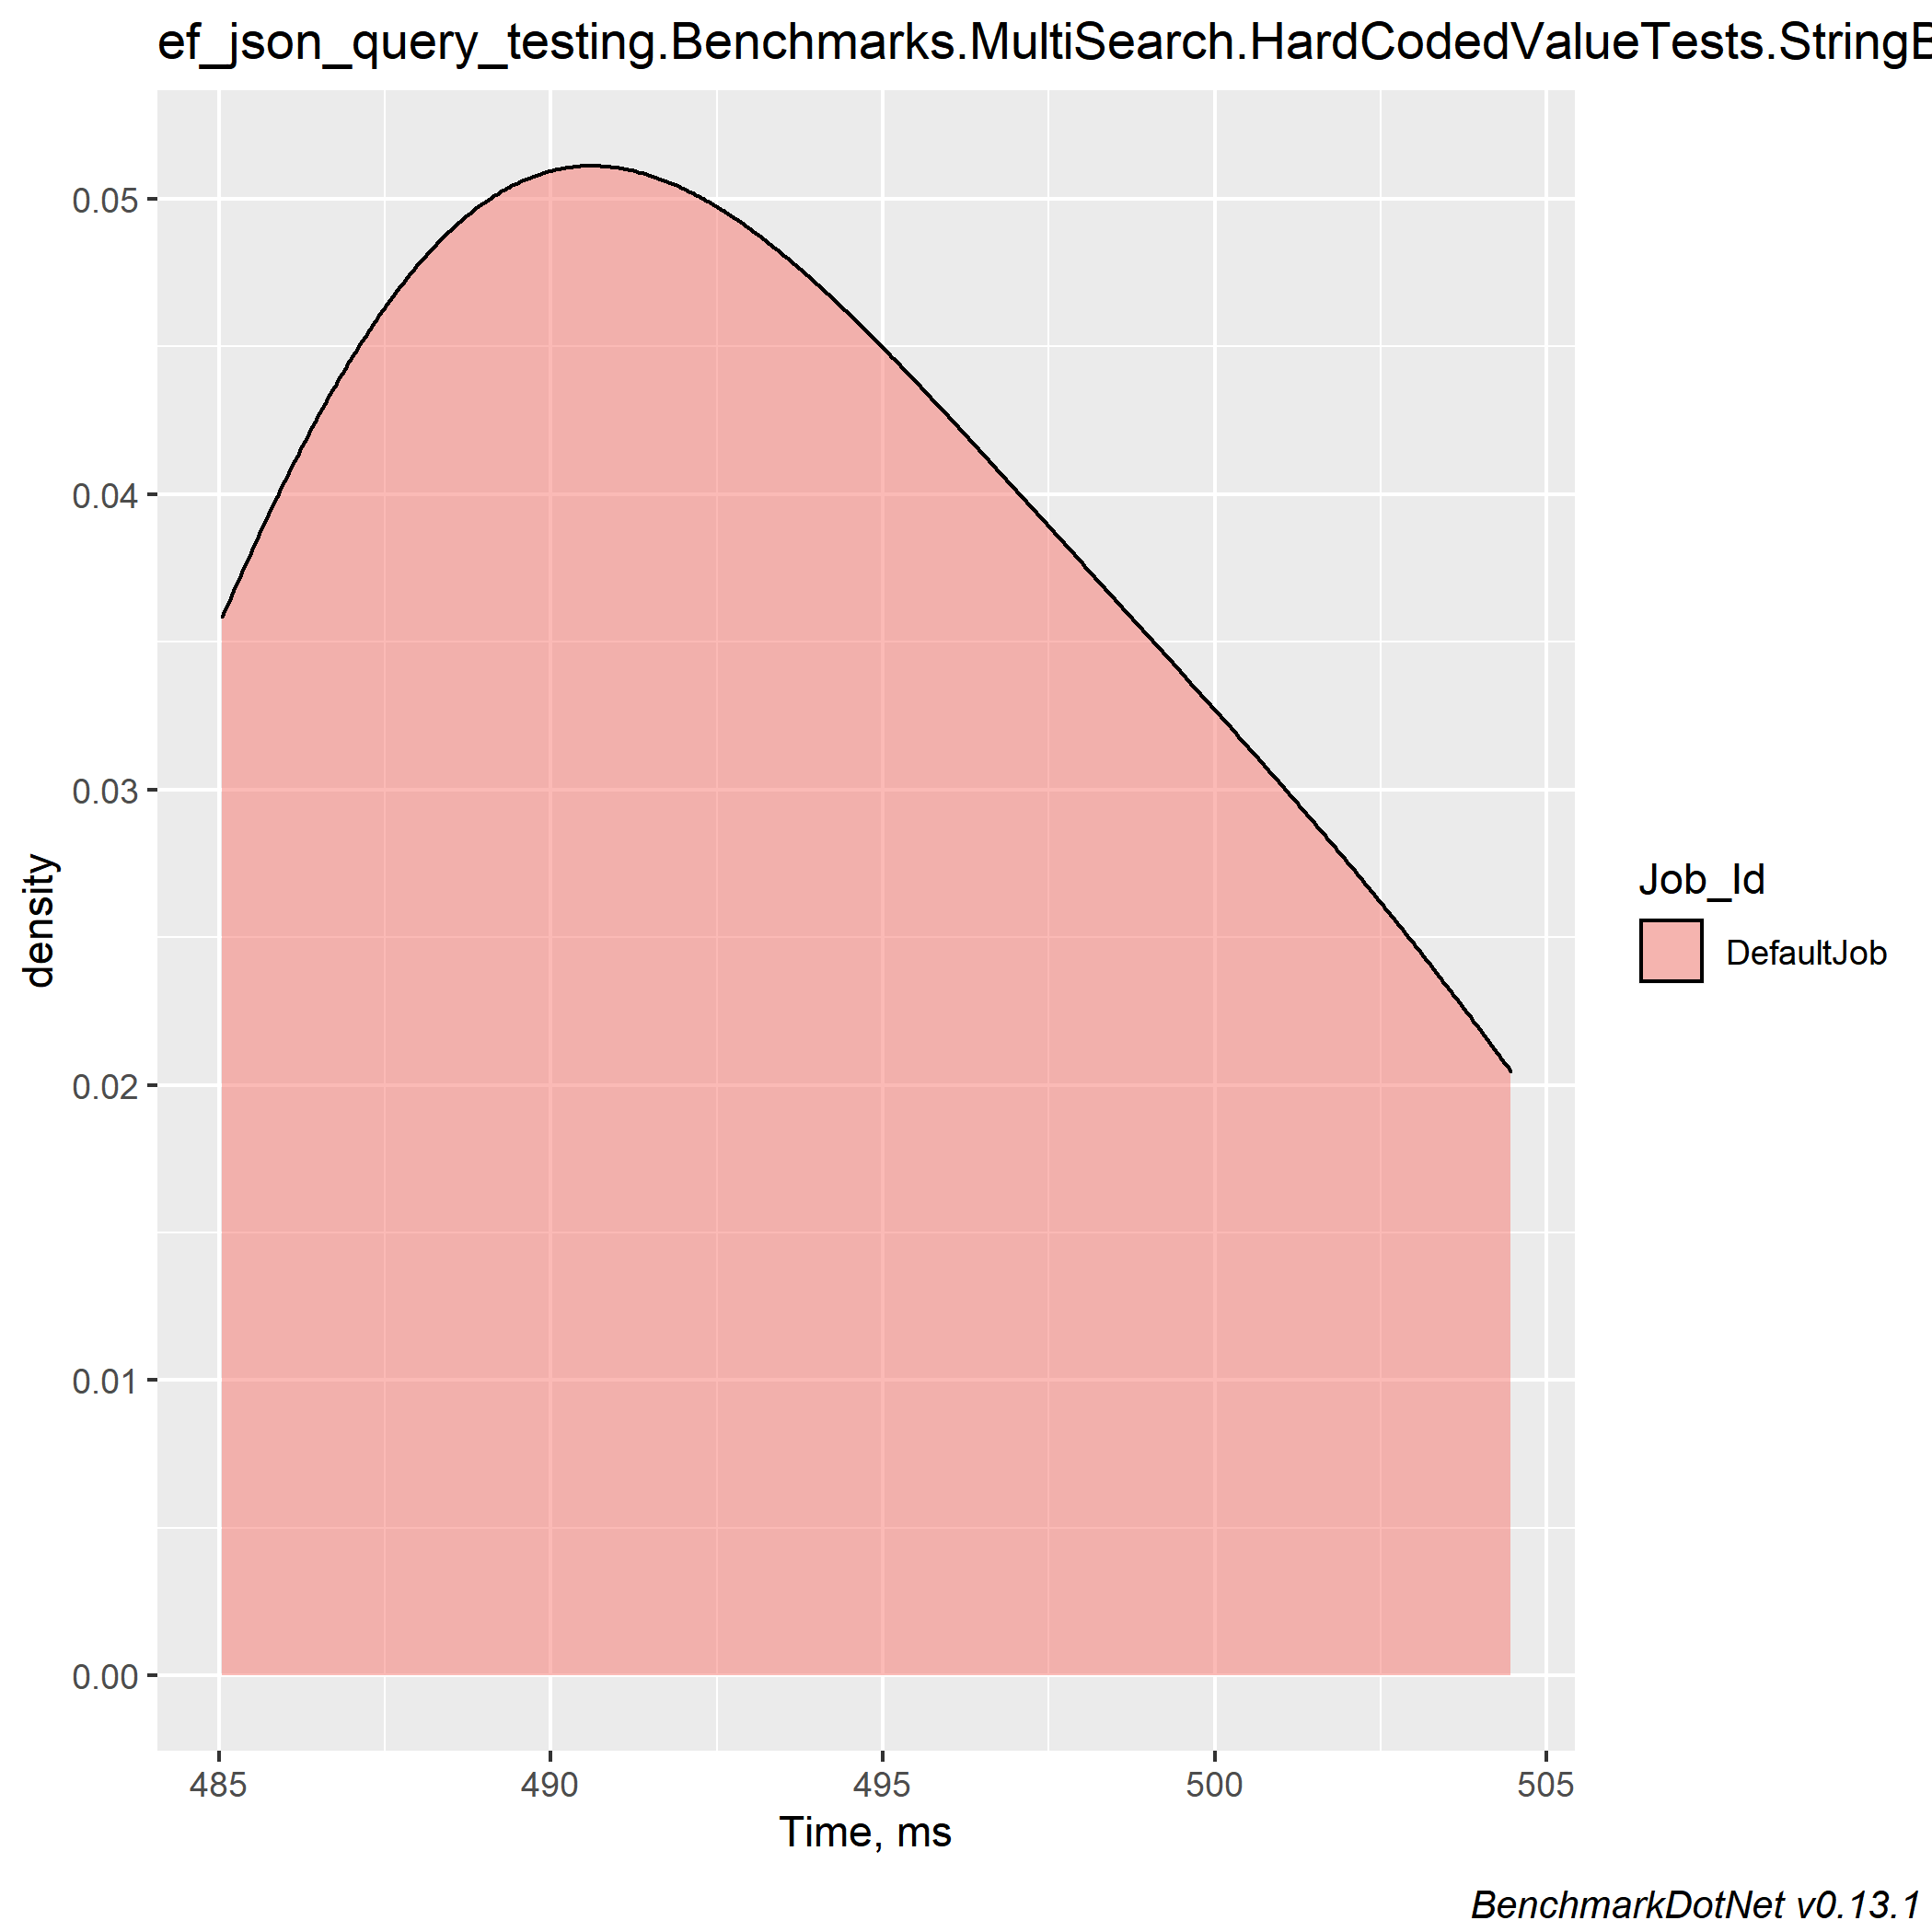 ef_json_query_testing.Benchmarks.MultiSearch.HardCodedValueTests.StringB
0.05
0.04
0.03
0.02
0.01
0.00
density
485 490 495 500 505
Time, ms
Job_Id
DefaultJob
BenchmarkDotNet v0.13.1